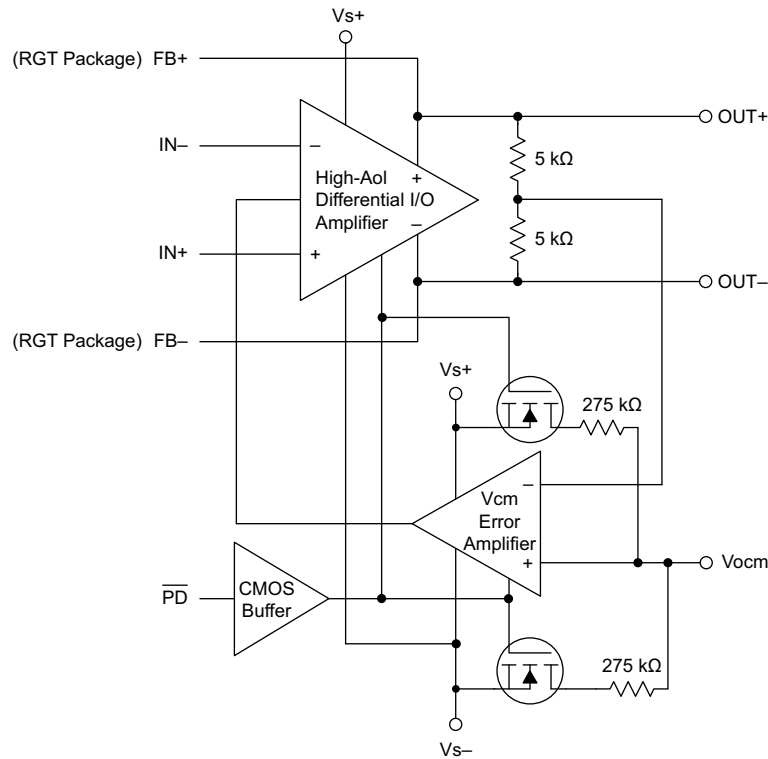 Vs+
(RGT Package) FB+
OUT+
IN–
–
+
5 kΩ
High-Aol
Differential I/O
Amplifier
–
5 kΩ
IN+
+
OUT–
(RGT Package) FB–
Vs+
275 kΩ
–
Vcm
Error
Amplifier
+
Vocm
P̅D̅
CMOS
Buffer
275 kΩ
Vs–